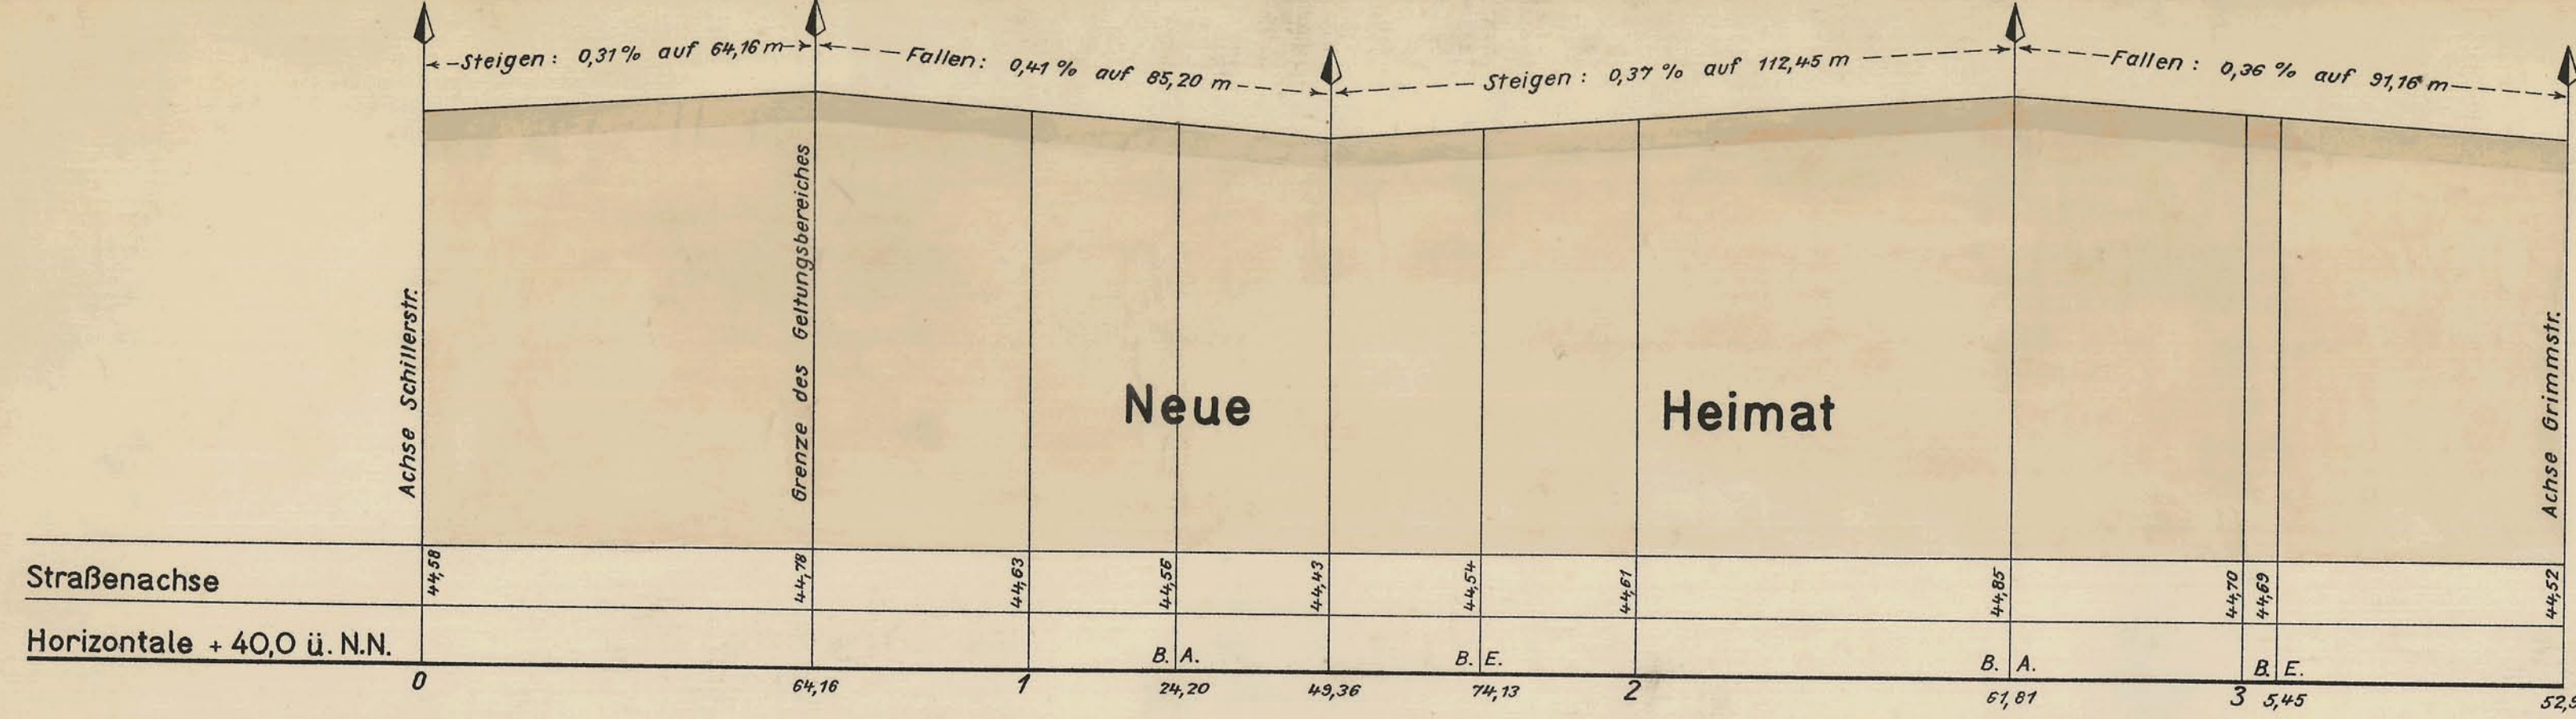 Steigen: 0,31% auf 64,16 m
Fallen: 0,41 % auf 85,20 m
Steigen: 0,37 % auf 112,45 m
Fallen: 0,36 % auf 91,16 m
Achse Schillerstr.
Grenze des Geltungsbereiches
Achse Grimmstr.
Neue Heimat
Straßenachse 44,58 44,78 44,63 44,56 44,43 44,54 44,61 44,85 44,70 44,69 44,52
Horizontale + 40,0 ü. N.N. B. A. B. E. B. A. B. E.
0 64,16 1 24,20 49,36 74,13 2 61,81 3 5,45